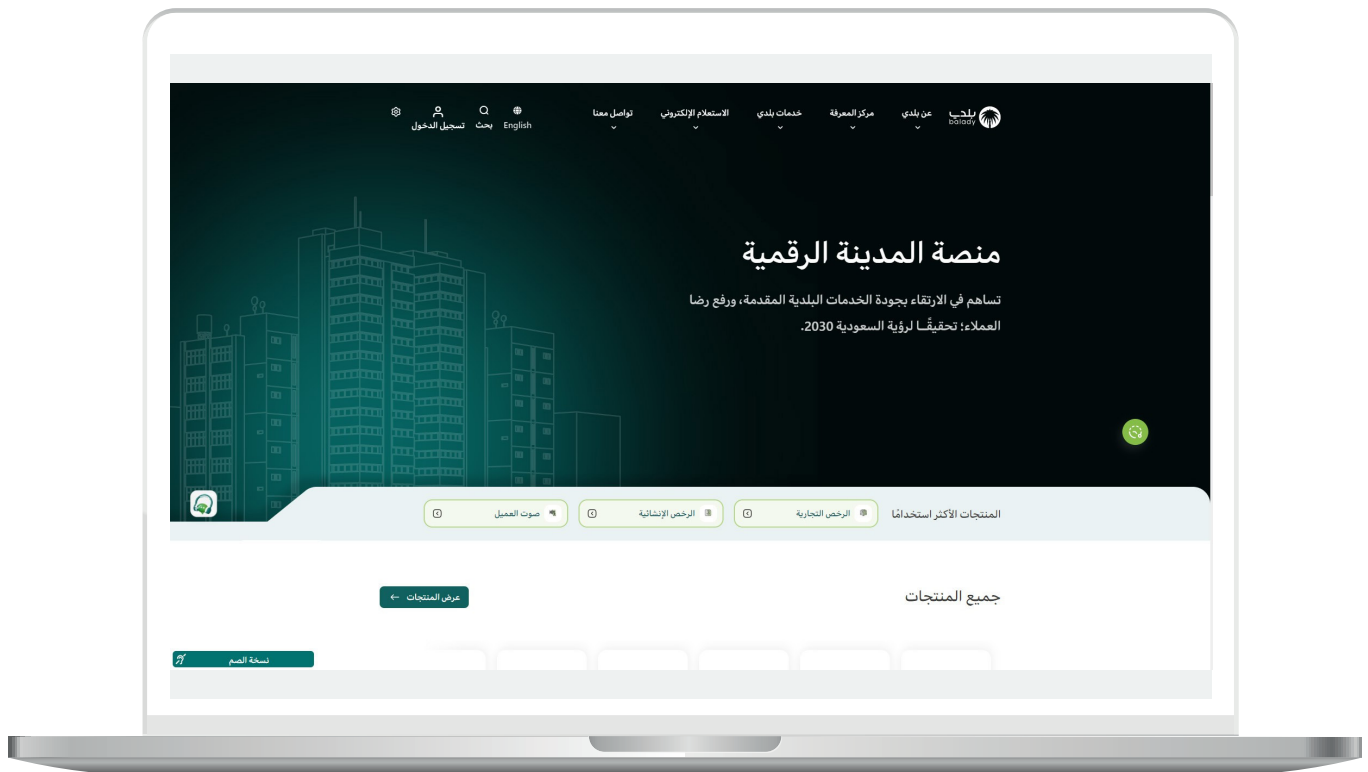 بلدي
balady
عن بلدي
مركز المعرفة
خدمات بلدي
الاستعلام الإلكتروني
تواصل معنا
English
بحث
تسجيل الدخول
منصة المدينة الرقمية
تساهم في الارتقاء بجودة الخدمات البلدية المقدمة، ورفع رضا
العملاء؛ تحقيقًـا لرؤية السعودية 2030.
المنتجات الأكثر استخدامًا
الرخص التجارية
الرخص الإنشائية
صوت العميل
جميع المنتجات
عرض المنتجات
نسخة الصم